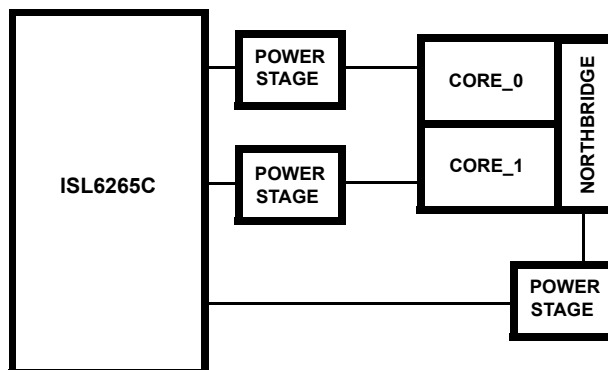 POWER
STAGE
CORE_0
NORTHBRIDGE
ISL6265C
POWER
STAGE
CORE_1
POWER
STAGE